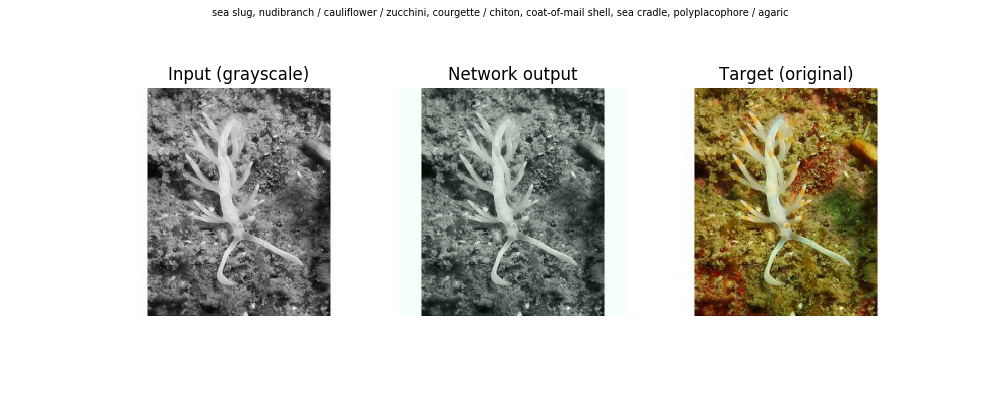 sea slug, nudibranch / cauliflower / zucchini, courgette / chiton, coat-of-mail shell, sea cradle, polyplacophore / agaric
Input (grayscale)
Network output
Target (original)